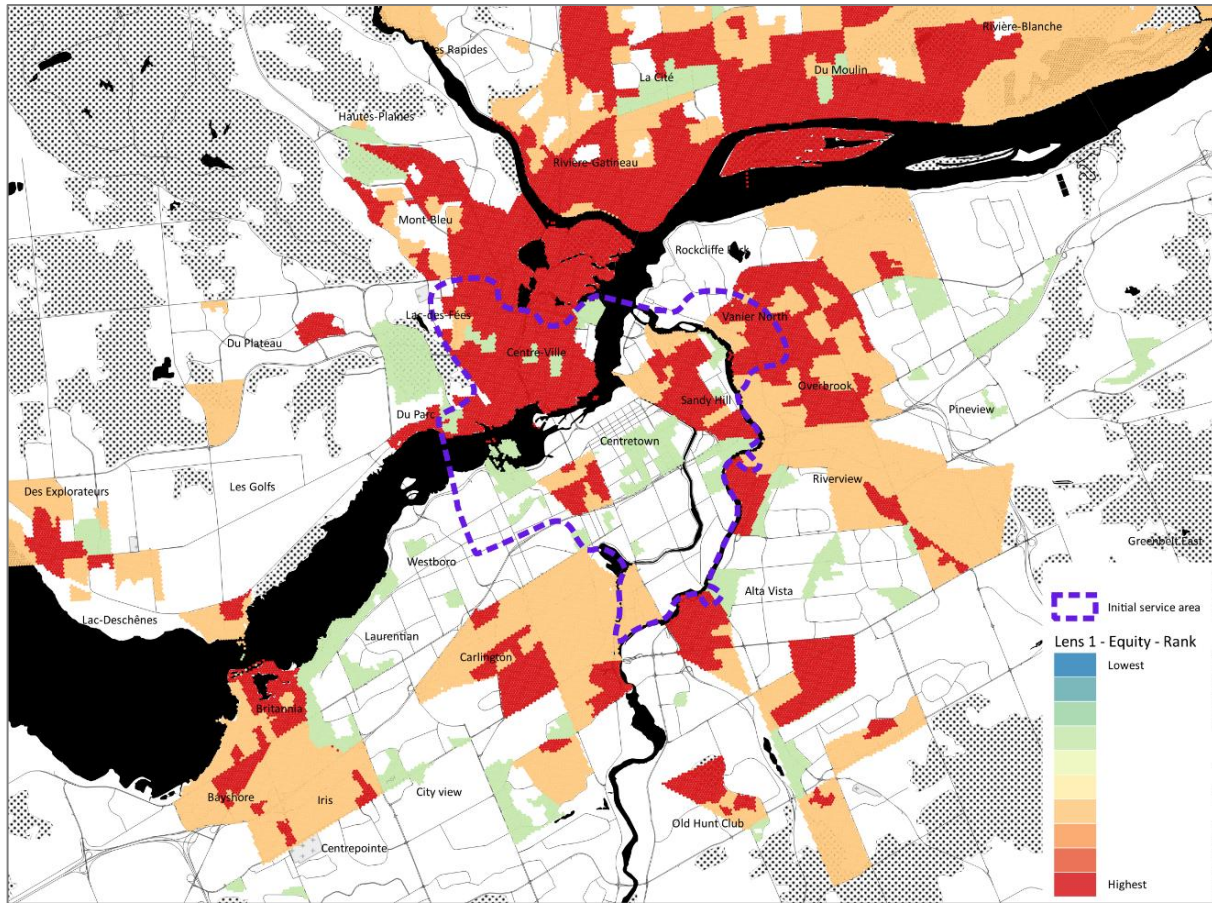 Rivière-Blanche
es Rapides
La Cité
Du Moulin
Hautes-Plaines
Rivière-Gatineau
Mont-Bleu
Rockcliffe Park
Lac-des-Fées
Vanier North
Du Plateau
Centre-Ville
Overbrook
Sandy Hill
Du Parc
Pineview
Centretown
Riverview
Les Golfs
Des Explorateurs
Greenbelt East
Westboro
Alta Vista
Initial service area
Lac-Deschênes
Laurentian
Lens 1 - Equity - Rank
Carlington
Lowest
Britannia
City view
Bayshore
Iris
Old Hunt Club
Centrepointe
Highest